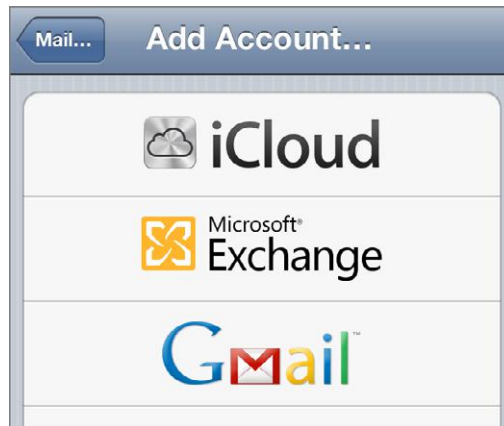 Mail...
Add Account...
iCloud
Microsoft®
Exchange
Gmail™